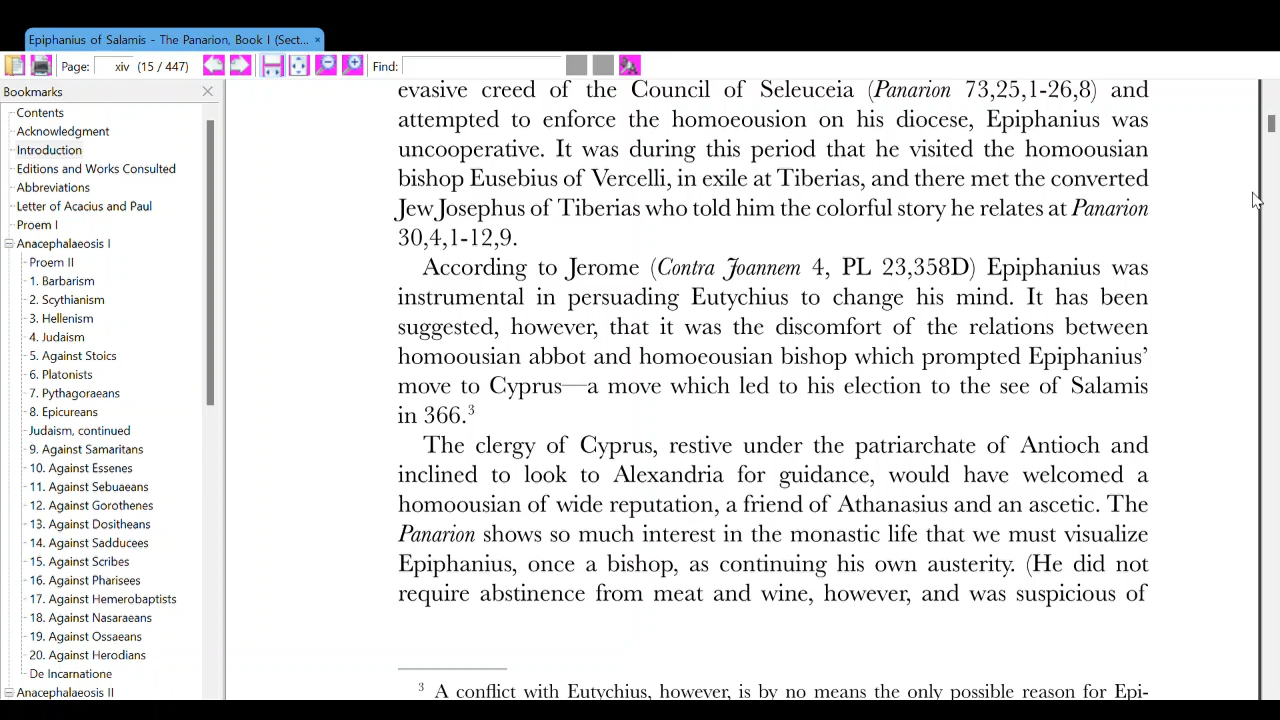 Epiphanius of Salamis - The Panarion, Book I (Sect... ×
Page: xiv (15 / 447) Find:
Bookmarks
Contents
Acknowledgment
Introduction
Editions and Works Consulted
Abbreviations
Letter of Acacius and Paul
Proem I
Anacephalaeosis I
Proem II
1. Barbarism
2. Scythianism
3. Hellenism
4. Judaism
5. Against Stoics
6. Platonists
7. Pythagoraeans
8. Epicureans
Judaism, continued
9. Against Samaritans
10. Against Essenes
11. Against Sebuaeans
12. Against Gorothenes
13. Against Dositheans
14. Against Sadducees
15. Against Scribes
16. Against Pharisees
17. Against Hemerobaptists
18. Against Nasaraeans
19. Against Ossaeans
20. Against Herodians
De Incarnatione
Anacephalaeosis II
evasive creed of the Council of Seleuceia (Panarion 73,25,1-26,8) and
attempted to enforce the homoeousion on his diocese, Epiphanius was
uncooperative. It was during this period that he visited the homoousian
bishop Eusebius of Vercelli, in exile at Tiberias, and there met the converted
Jew Josephus of Tiberias who told him the colorful story he relates at Panarion
30,4,1-12,9.
According to Jerome (Contra Joannem 4, PL 23,358D) Epiphanius was
instrumental in persuading Eutychius to change his mind. It has been
suggested, however, that it was the discomfort of the relations between
homoousian abbot and homoeousian bishop which prompted Epiphanius’
move to Cyprus—a move which led to his election to the see of Salamis
in 366.³
The clergy of Cyprus, restive under the patriarchate of Antioch and
inclined to look to Alexandria for guidance, would have welcomed a
homoousian of wide reputation, a friend of Athanasius and an ascetic. The
Panarion shows so much interest in the monastic life that we must visualize
Epiphanius, once a bishop, as continuing his own austerity. (He did not
require abstinence from meat and wine, however, and was suspicious of
³ A conflict with Eutychius, however, is by no means the only possible reason for Epi-